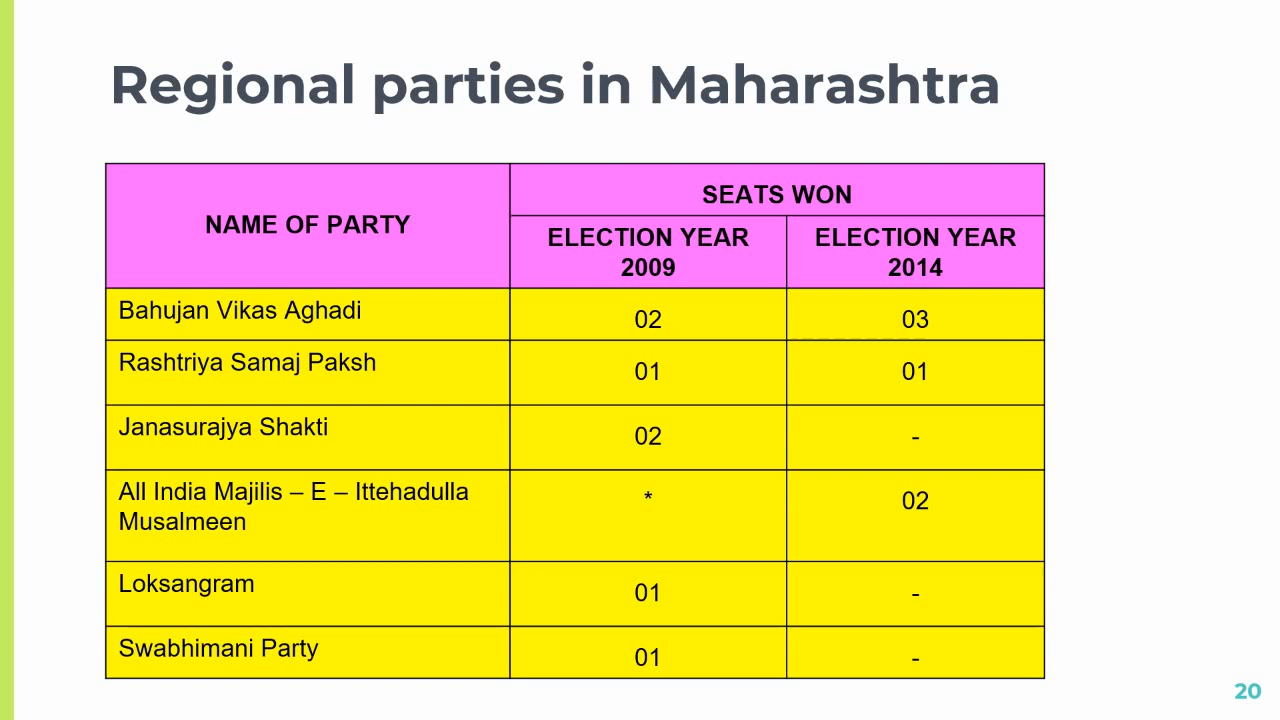 Regional parties in Maharashtra
NAME OF PARTY
SEATS WON
ELECTION YEAR
2009
ELECTION YEAR
2014
Bahujan Vikas Aghadi 02 03
Rashtriya Samaj Paksh 01 01
Janasurajya Shakti 02 -
All India Majilis – E – Ittehadulla
Musalmeen * 02
Loksangram 01 -
Swabhimani Party 01 -
20